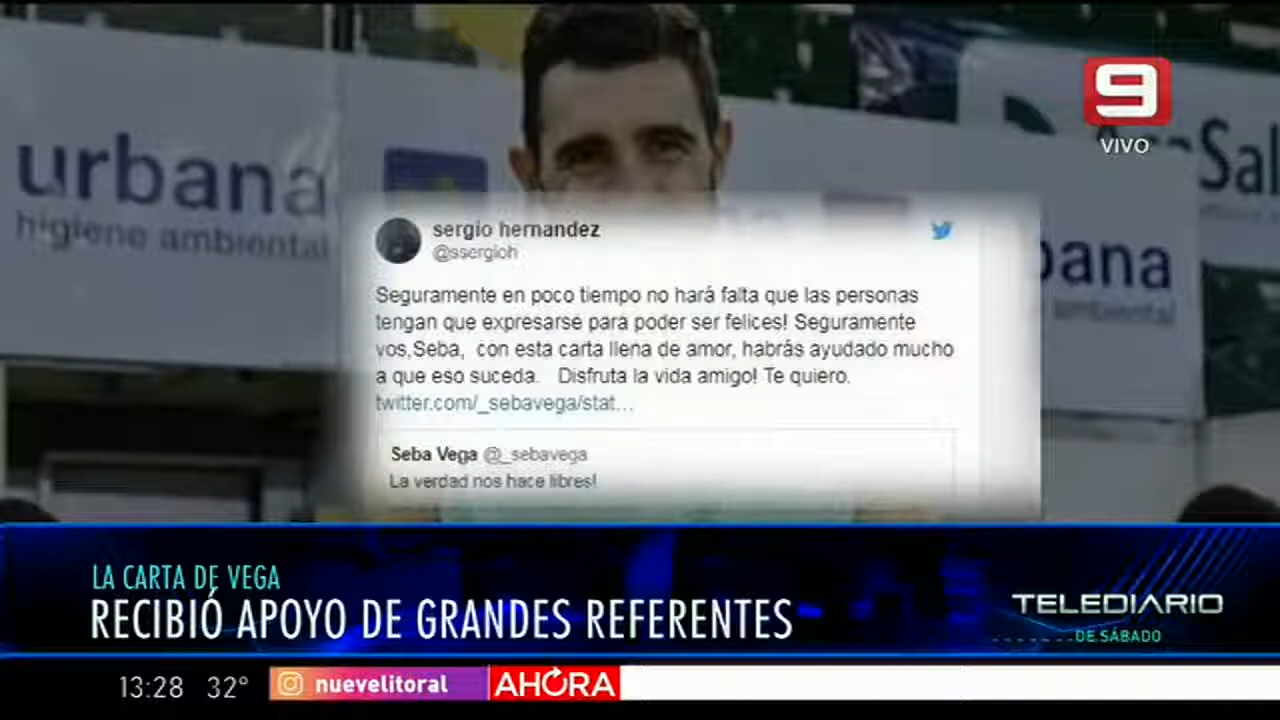 urbana
higiene ambiental
9
VIVO
Sal
bana
ambiental
sergio hernandez
@ssergioh
Seguramente en poco tiempo no hará falta que las personas
tengan que expresarse para poder ser felices! Seguramente
vos,Seba, con esta carta llena de amor, habrás ayudado mucho
a que eso suceda. Disfruta la vida amigo! Te quiero.
twitter.com/_sebavega/stat...
Seba Vega @_sebavega
La verdad nos hace libres!
LA CARTA DE VEGA
RECIBIÓ APOYO DE GRANDES REFERENTES
TELEDIARIO
DE SÁBADO
13:28 32° nuevelitoral AHORA